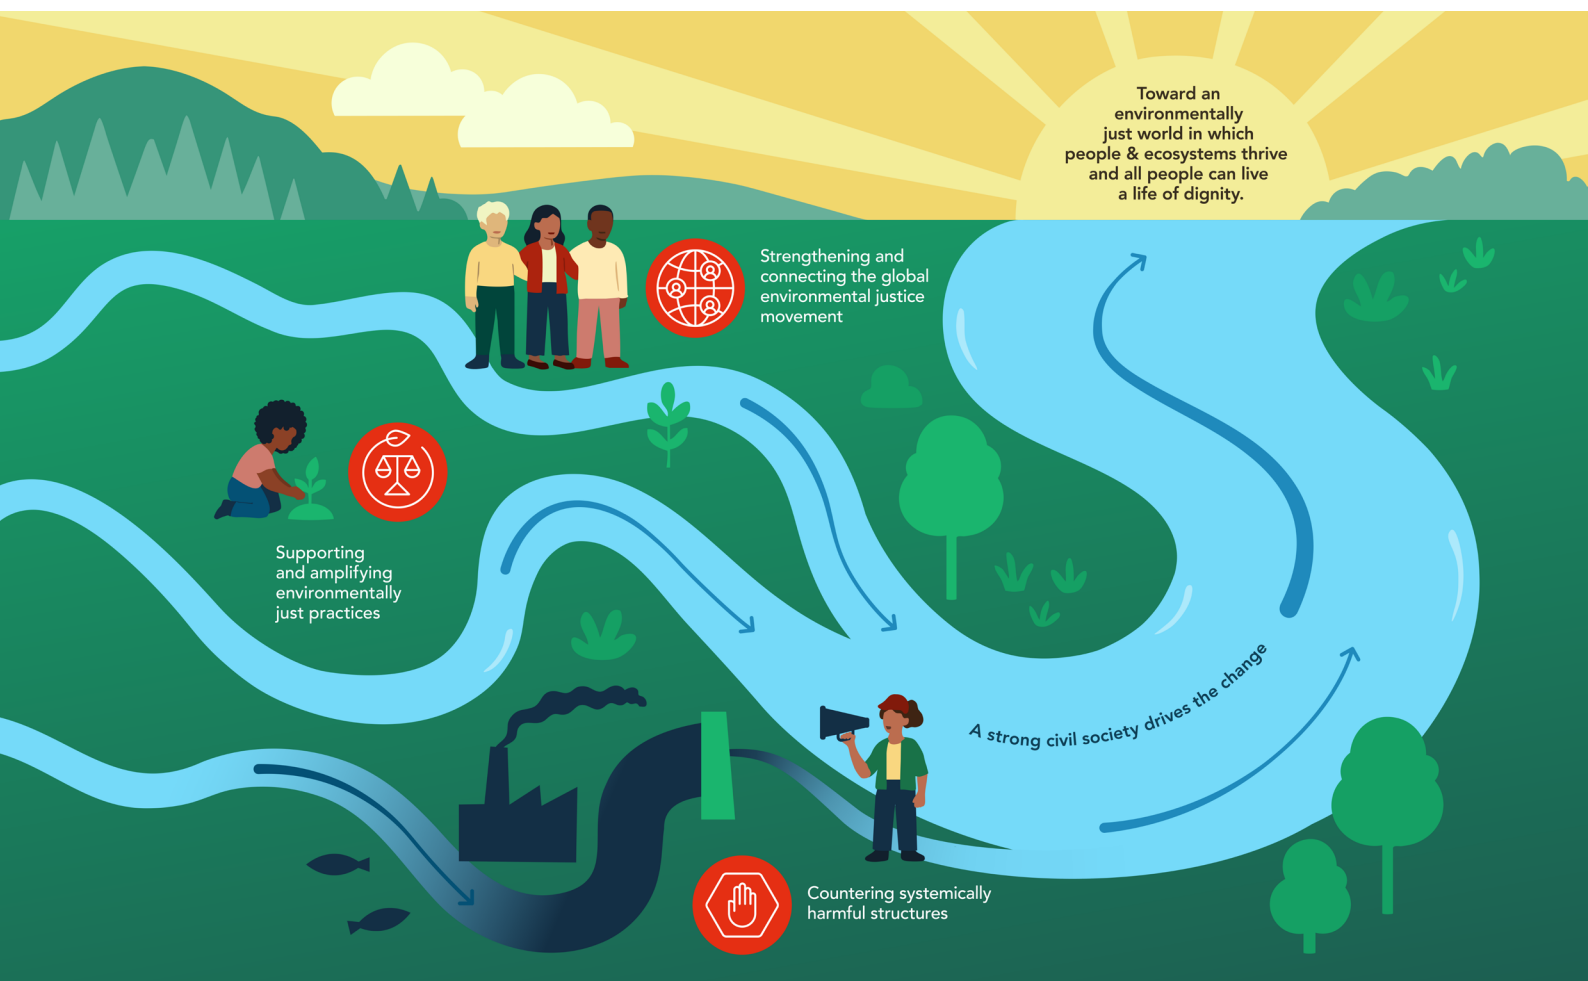 Toward an
environmentally
just world in which
people & ecosystems thrive
and all people can live
a life of dignity.
Strengthening and
connecting the global
environmental justice
movement
Supporting
and amplifying
environmentally
just practices
A strong civil society drives the change
Countering systemically
harmful structures